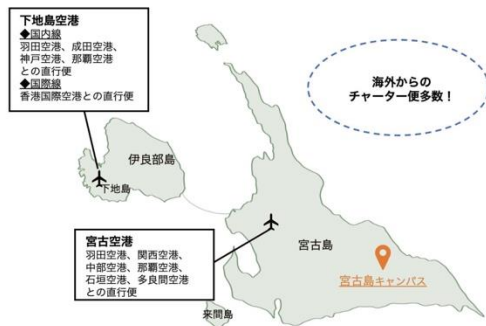 下地島空港
◆国内線
羽田空港、成田空港、
神戸空港、那覇空港
との直行便
◆国際線
香港国際空港との直行便
海外からの
チャーター便多数!
伊良部島
下地島
宮古空港
羽田空港、関西空港、
中部空港、那覇空港、
石垣空港、多良間空港
との直行便
宮古島
宮古島キャンパス
来間島